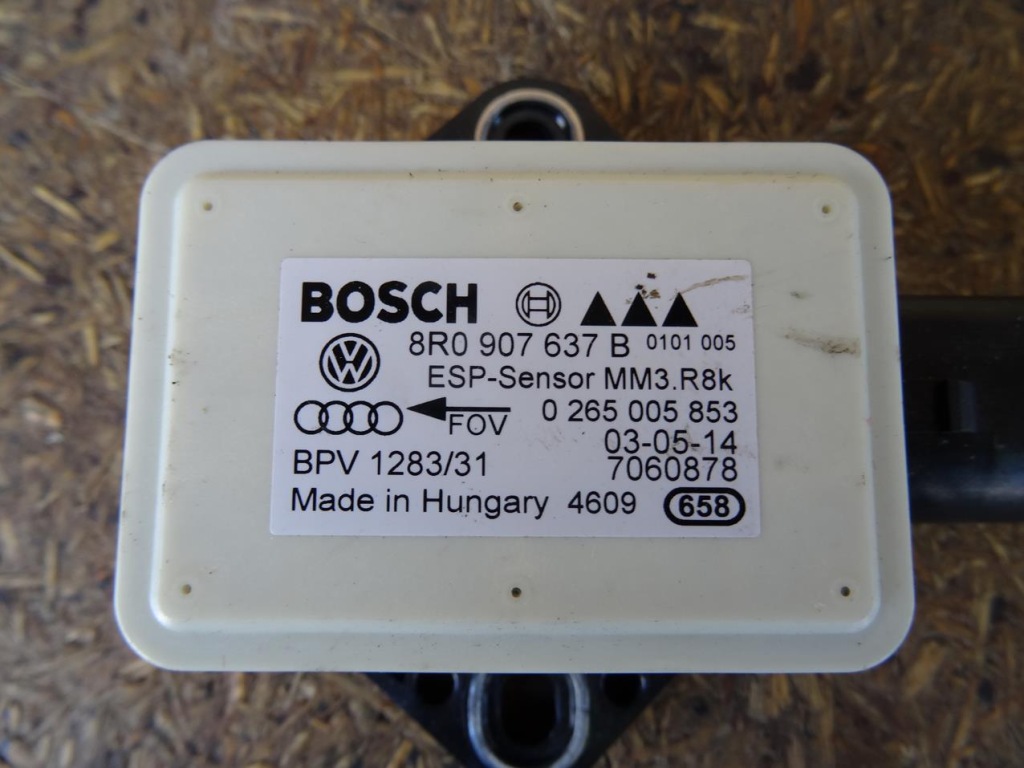 BOSCH
8R0 907 637 B 0101 005
ESP-Sensor MM3.R8k
FOV 0 265 005 853
03-05-14
BPV 1283/31 7060878
Made in Hungary 4609 658